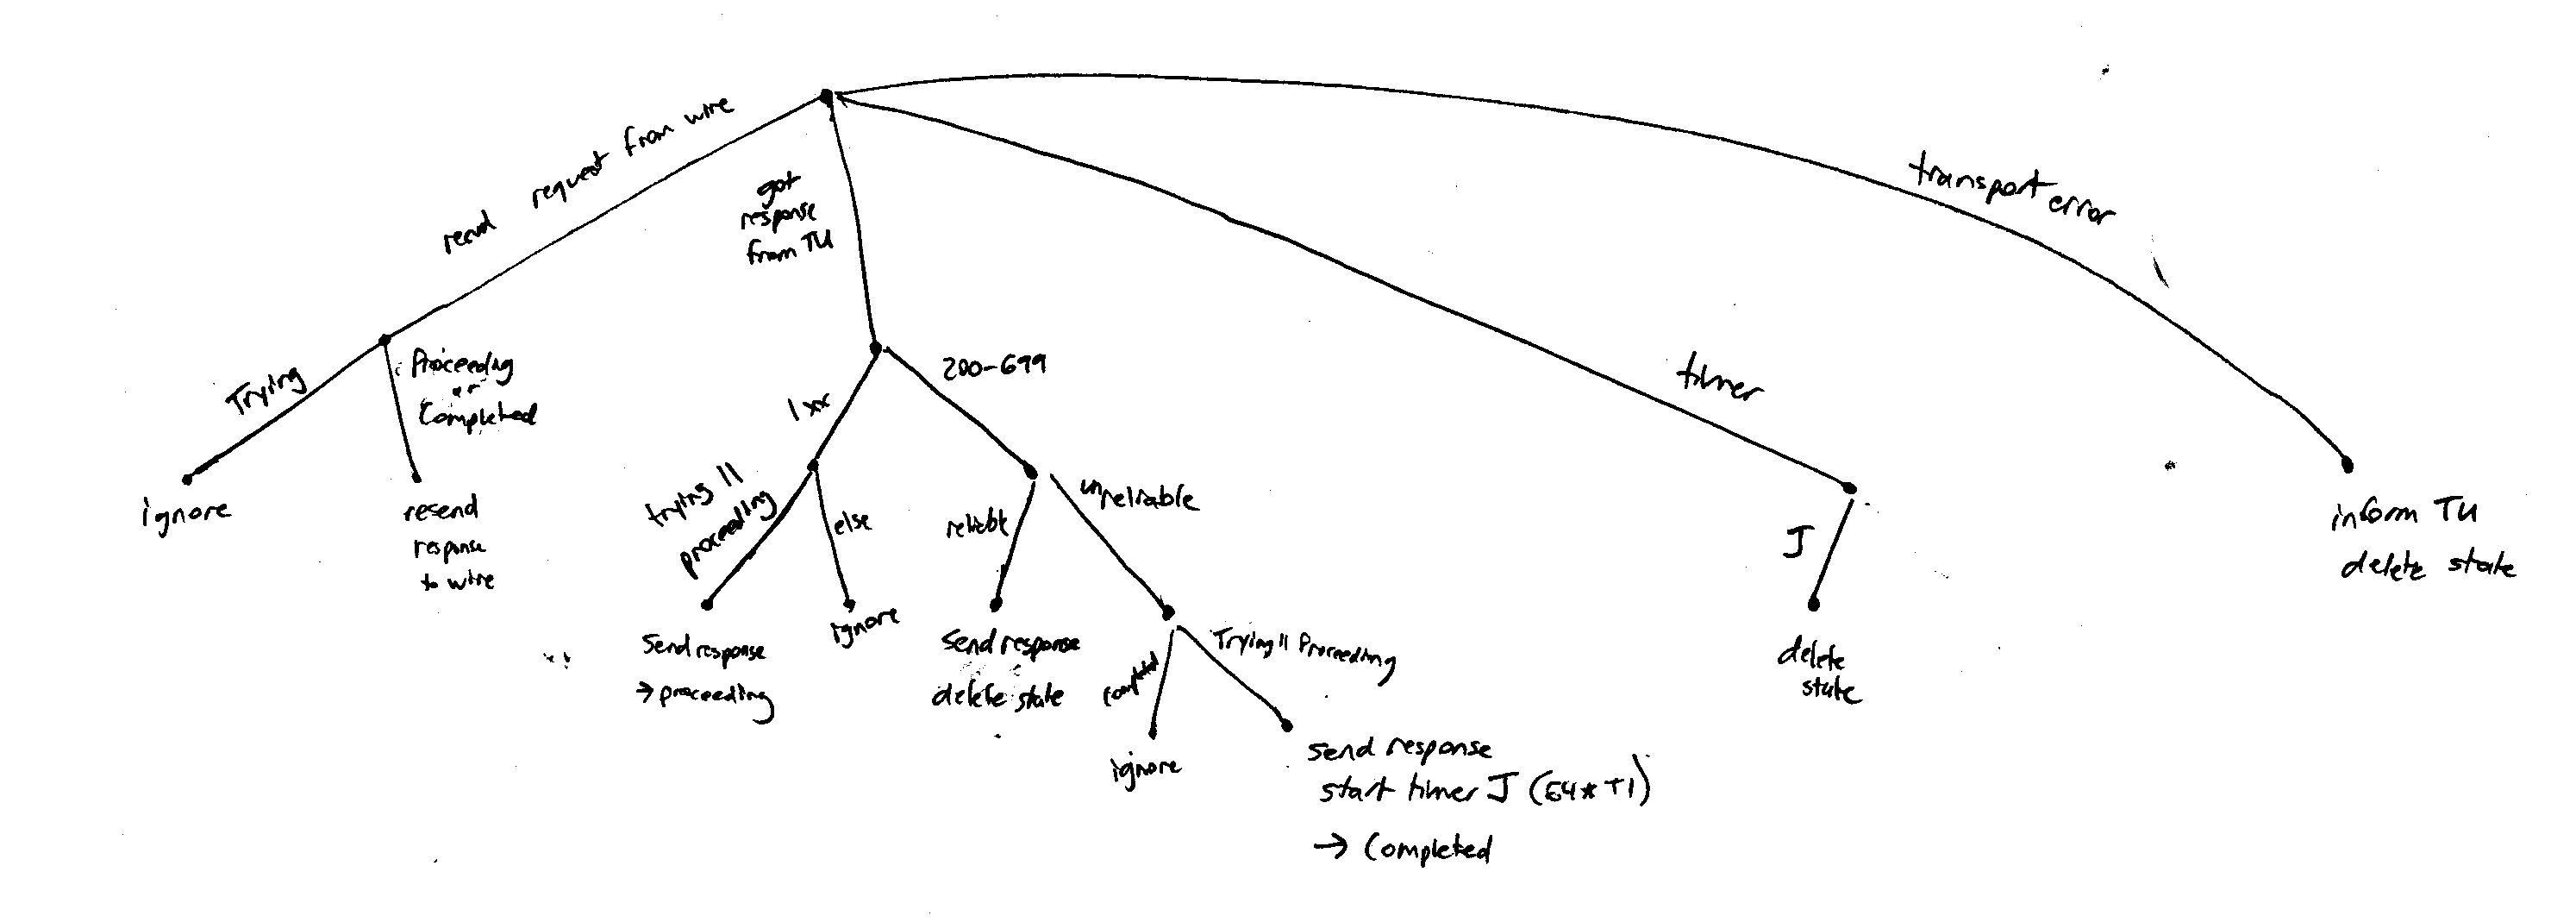 recvd request from wire
got
response
from TU
transport error
timer
Trying
Proceeding
or
Completed
200-699
1xx
trying ||
proceeding
else
reliable
unreliable
J
ignore
resend
response
to wire
send response
→ proceeding
ignore
send response
delete state
completed
Trying || Proceeding
ignore
send response
start timer J (64*T1)
→ Completed
delete
state
inform TU
delete state